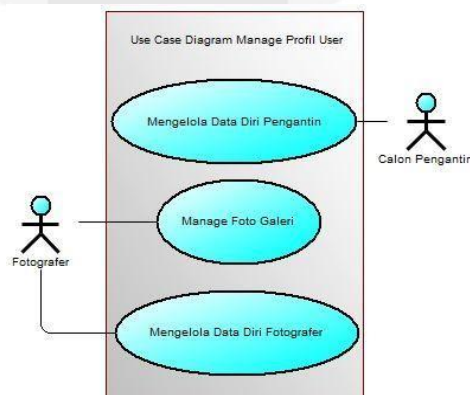 Use Case Diagram Manage Profil User
Mengelola Data Diri Pengantin
Calon Pengantin
Manage Foto Galeri
Fotografer
Mengelola Data Diri Fotografer